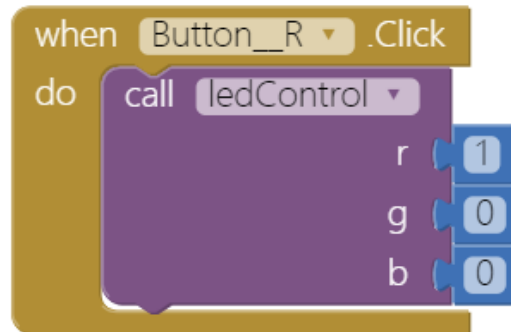 when Button__R .Click
do call ledControl
r 1
g 0
b 0